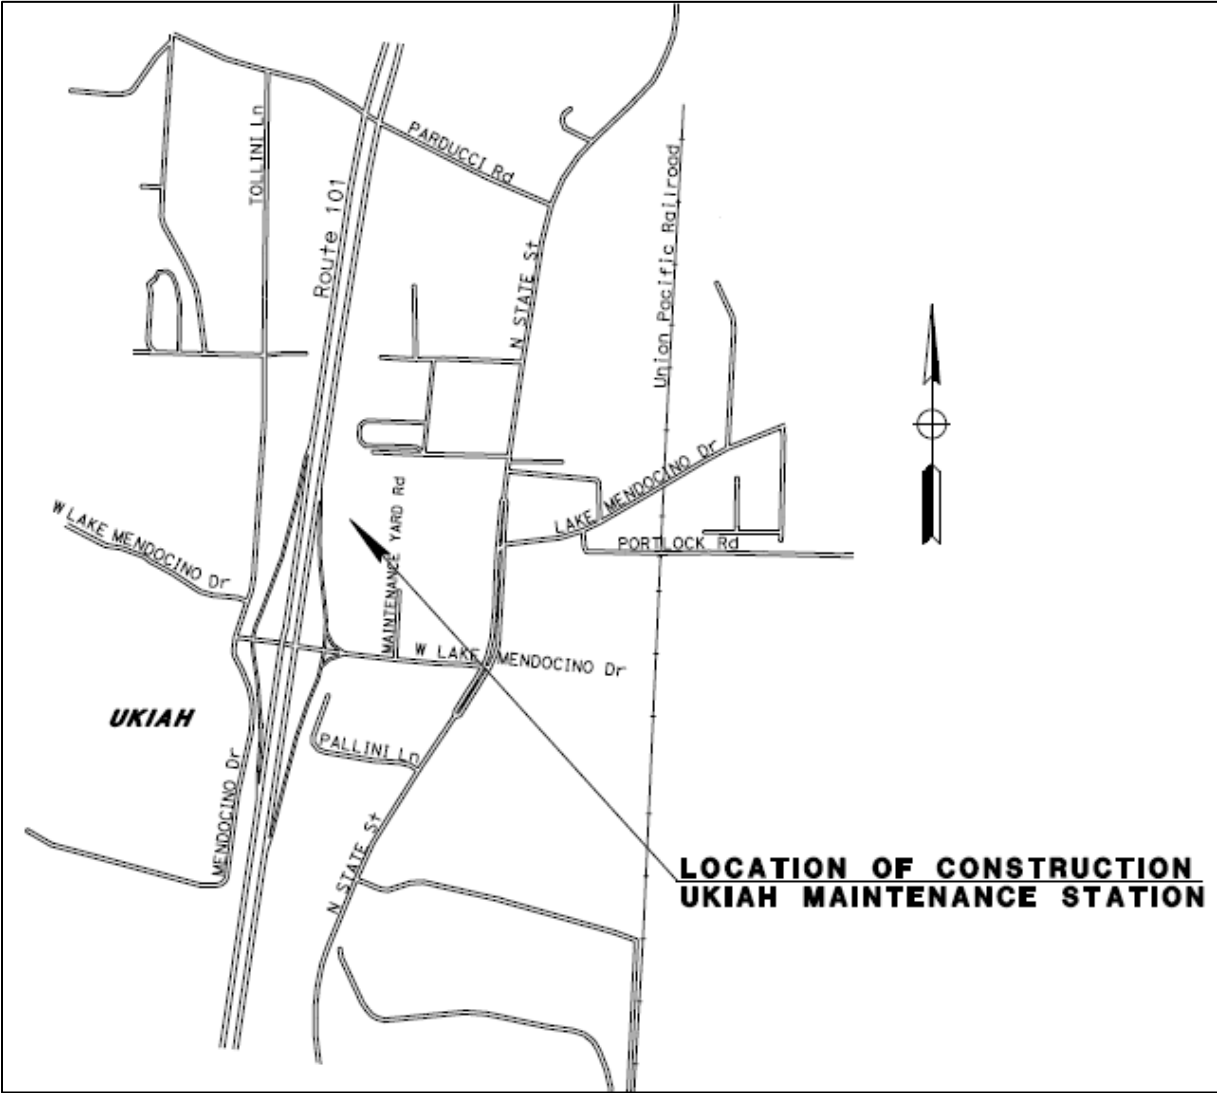 PARDUCCI Rd
TOLLINI Ln
Route 101
Union Pacific Railroad
N STATE St
LAKE MENDOCINO Dr
MAINTENANCE YARD Rd
W LAKE MENDOCINO Dr
PORTLOCK Rd
W LAKE MENDOCINO Dr
UKIAH
PALLINI Ln
MENDOCINO Dr
N STATE St
LOCATION OF CONSTRUCTION
UKIAH MAINTENANCE STATION